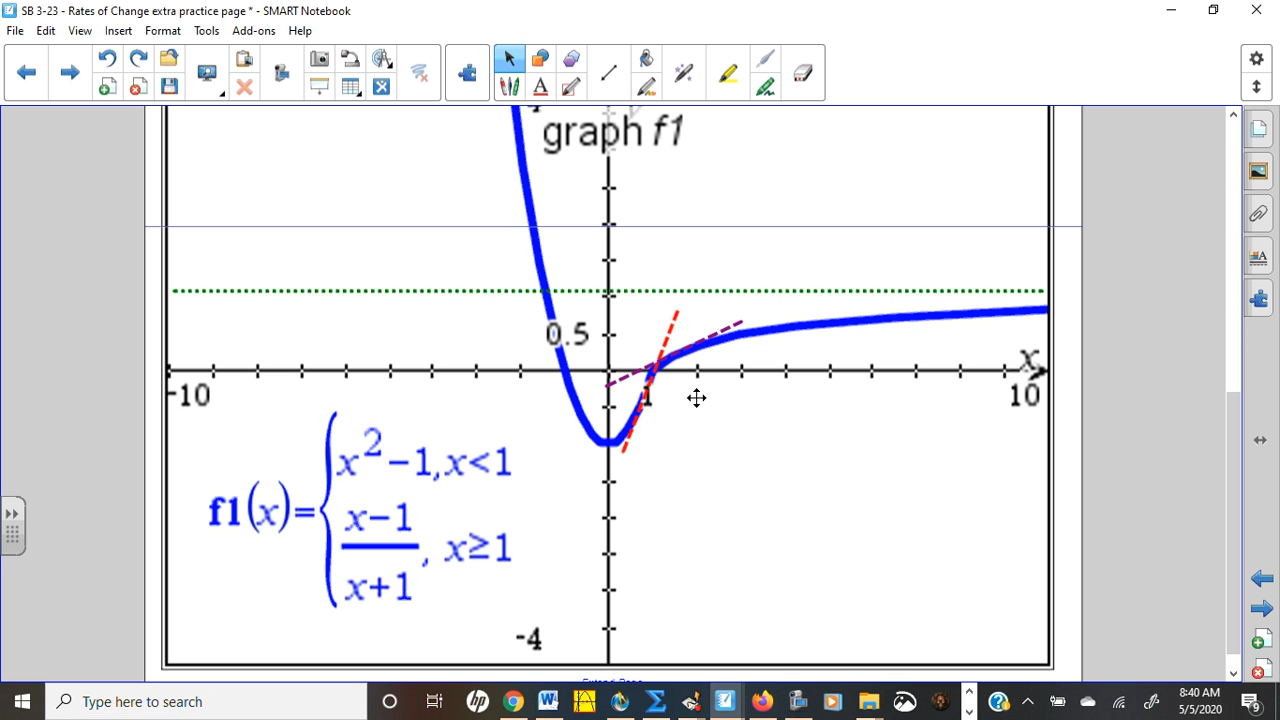 SB 3-23 - Rates of Change extra practice page * - SMART Notebook
File Edit View Insert Format Tools Add-ons Help
graph f1
0.5
x
-10 1 10
f1(x)={
x²-1,x<1
x-1
, x≥1
x+1
-4
Type here to search
8:40 AM
5/5/2020
9